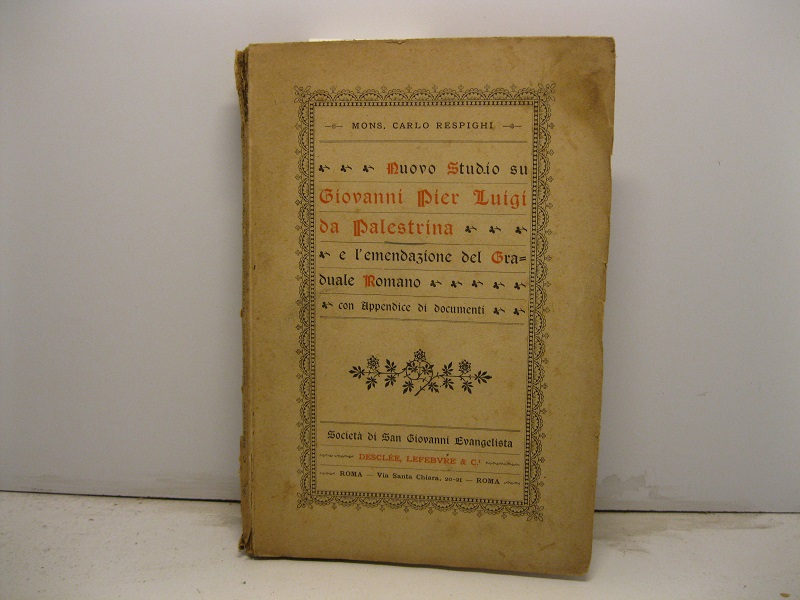 MONS. CARLO RESPIGHI
Nuovo Studio su
Giovanni Pier Luigi
da Palestrina
e l'emendazione del Gra=
duale Romano
con Appendice di documenti
Società di San Giovanni Evangelista
DESCLÉE, LEFEBVRE & C.i
ROMA — Via Santa Chiara, 20-21 — ROMA